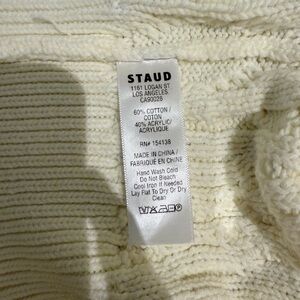 STAUD
1161 LOGAN ST
LOS ANGELES
CA90026
60% COTTON /
COTON
40% ACRYLIC/
ACRYLIQUE
RN# 154138
MADE IN CHINA /
FABRIQUÉ EN CHINE
Hand Wash Cold
Do Not Bleach
Cool Iron If Needed
Lay Flat To Dry Or Dry
Clean